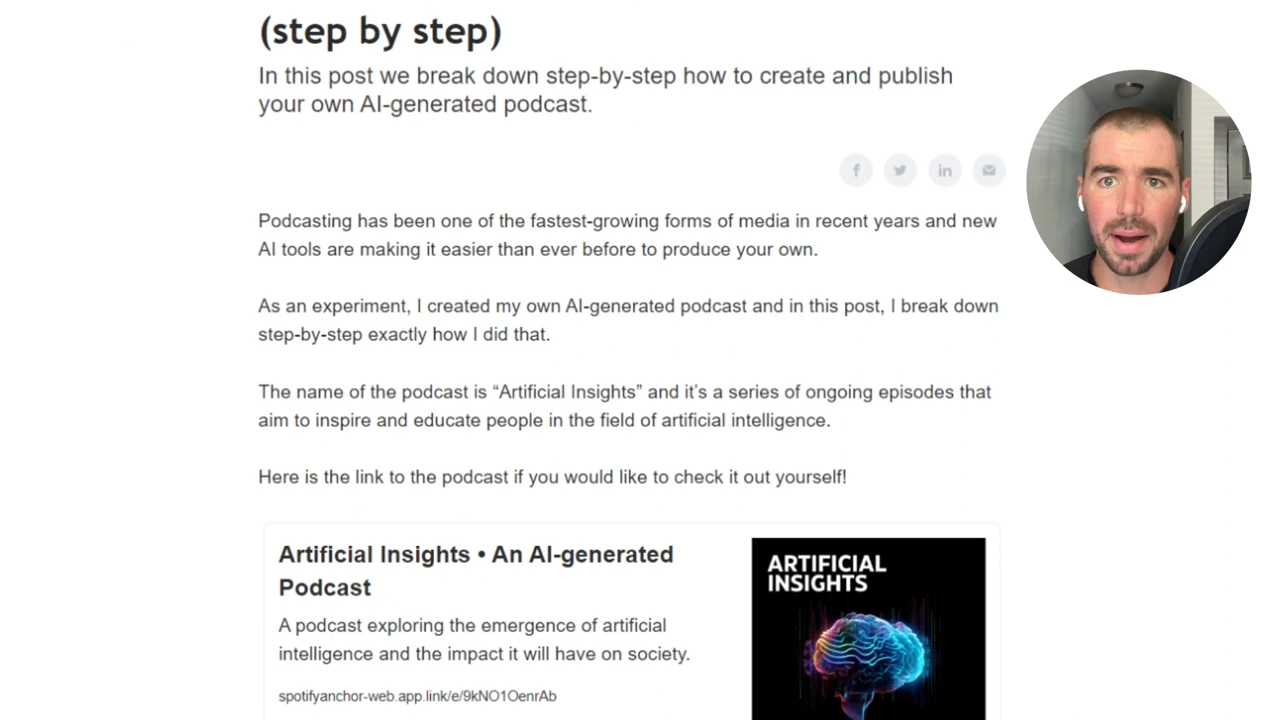 (step by step)
In this post we break down step-by-step how to create and publish
your own AI-generated podcast.
Podcasting has been one of the fastest-growing forms of media in recent years and new
AI tools are making it easier than ever before to produce your own.
As an experiment, I created my own AI-generated podcast and in this post, I break down
step-by-step exactly how I did that.
The name of the podcast is “Artificial Insights” and it’s a series of ongoing episodes that
aim to inspire and educate people in the field of artificial intelligence.
Here is the link to the podcast if you would like to check it out yourself!
Artificial Insights • An AI-generated
Podcast
A podcast exploring the emergence of artificial
intelligence and the impact it will have on society.
spotifyanchor-web.app.link/e/9kNO1OenrAb
ARTIFICIAL
INSIGHTS